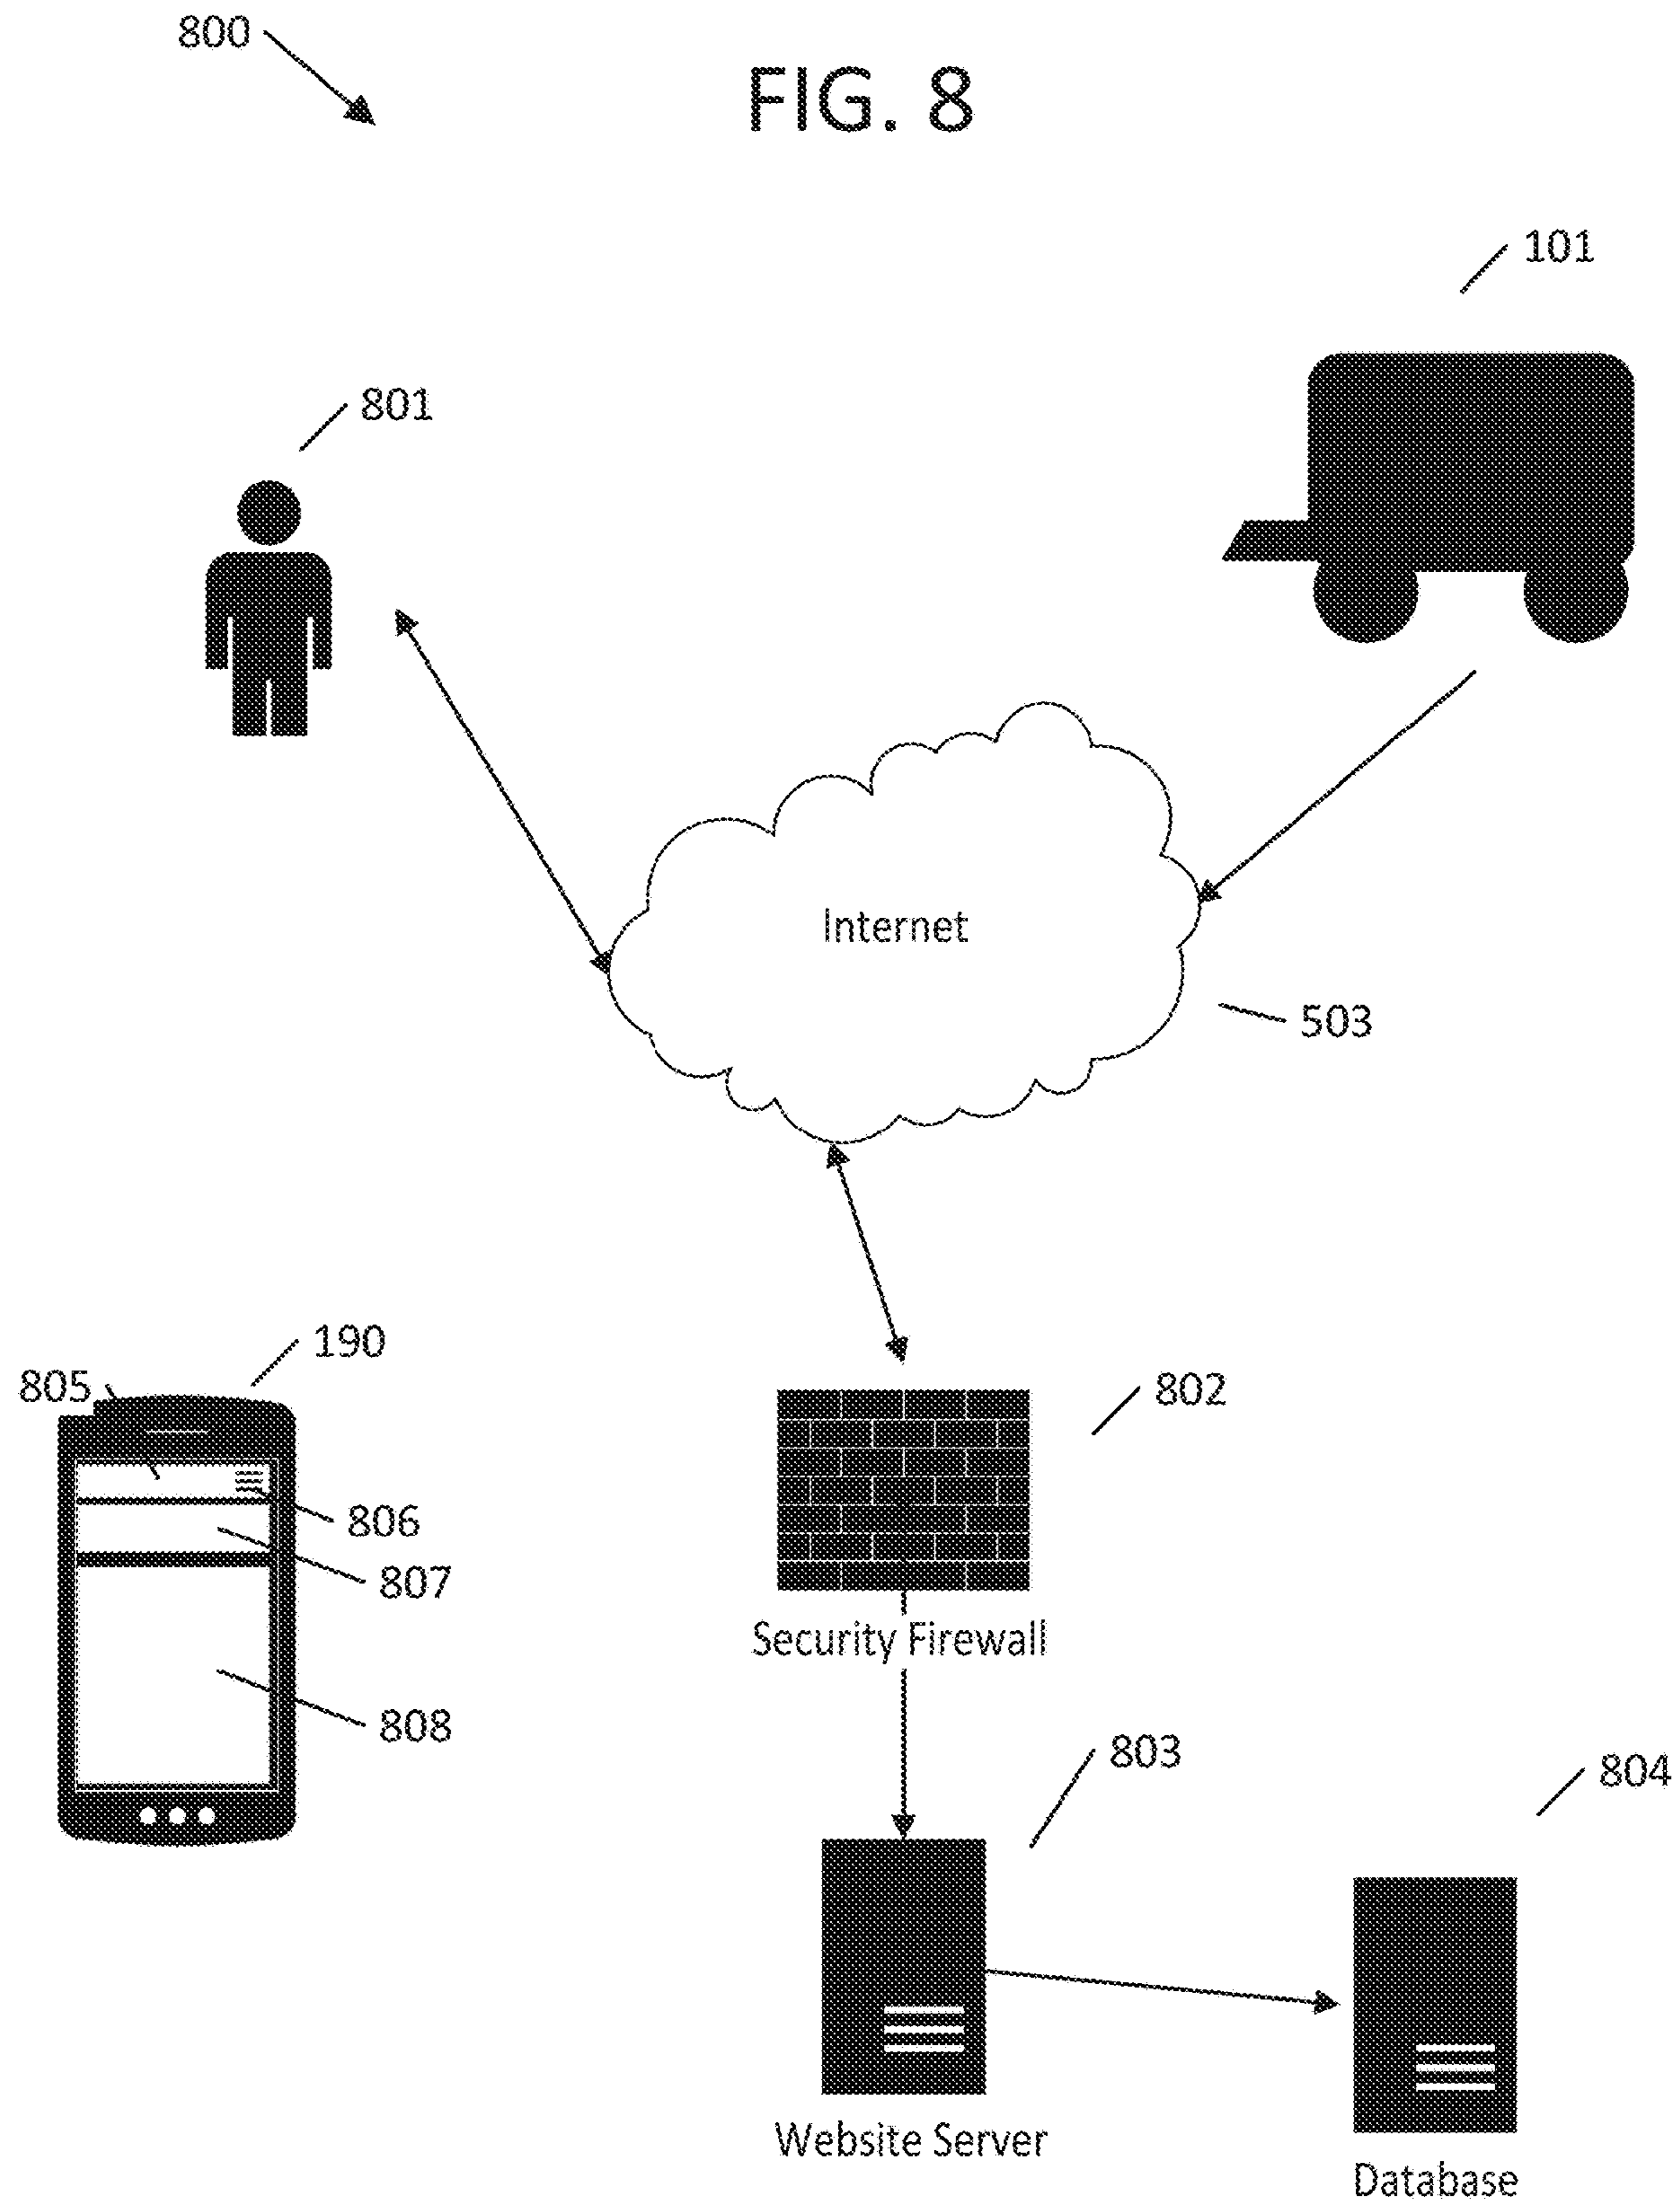 800
FIG. 8
101
801
Internet
503
190
805
802
806
807
Security Firewall
808
803
804
Website Server
Database